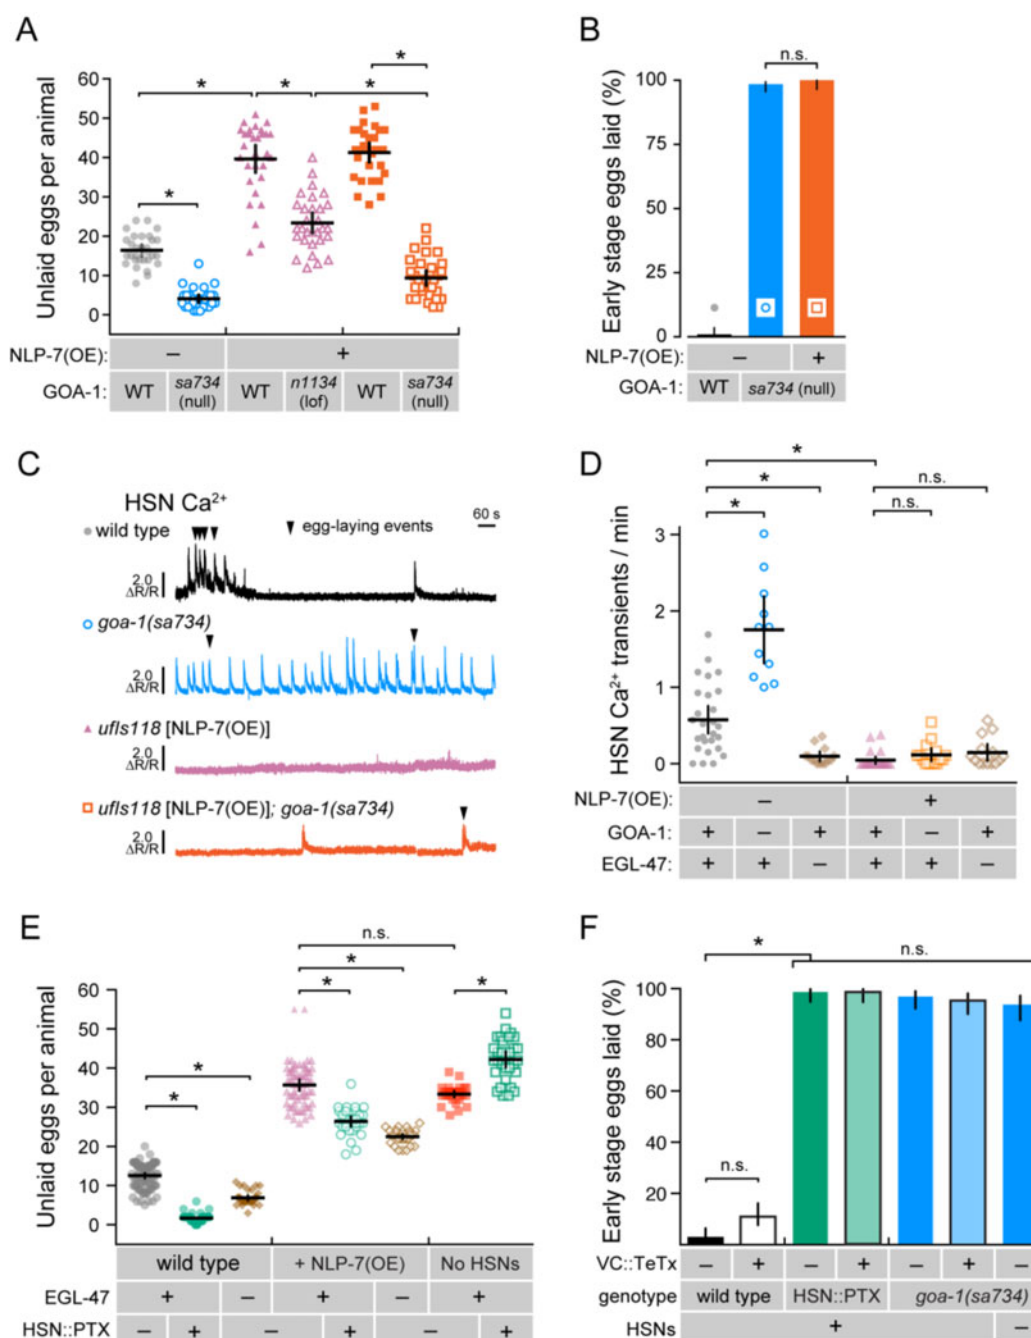 A
Unlaid eggs per animal
60
50
40
30
20
10
0
* * * * *
NLP-7(OE): – +
GOA-1: WT sa734 (null) WT n1134 (lof) WT sa734 (null)
B
Early stage eggs laid (%)
n.s.
100
75
50
25
0
NLP-7(OE): – +
GOA-1: WT sa734 (null)
C
HSN Ca²⁺
60 s
wild type
egg-laying events
2.0
ΔR/R
goa-1(sa734)
2.0
ΔR/R
ufIs118 [NLP-7(OE)]
2.0
ΔR/R
ufIs118 [NLP-7(OE)]; goa-1(sa734)
2.0
ΔR/R
D
HSN Ca²⁺ transients / min
*
* n.s.
* n.s.
3
2
1
0
NLP-7(OE): – +
GOA-1: + – + + – +
EGL-47: + + – + + –
E
Unlaid eggs per animal
n.s.
* *
* * *
60
50
40
30
20
10
0
wild type + NLP-7(OE) No HSNs
EGL-47 + – + – +
HSN::PTX – + – – + – – +
F
Early stage eggs laid (%)
* n.s.
n.s.
100
80
60
40
20
VC::TeTx – + – + – + –
genotype wild type HSN::PTX goa-1(sa734)
HSNs + –